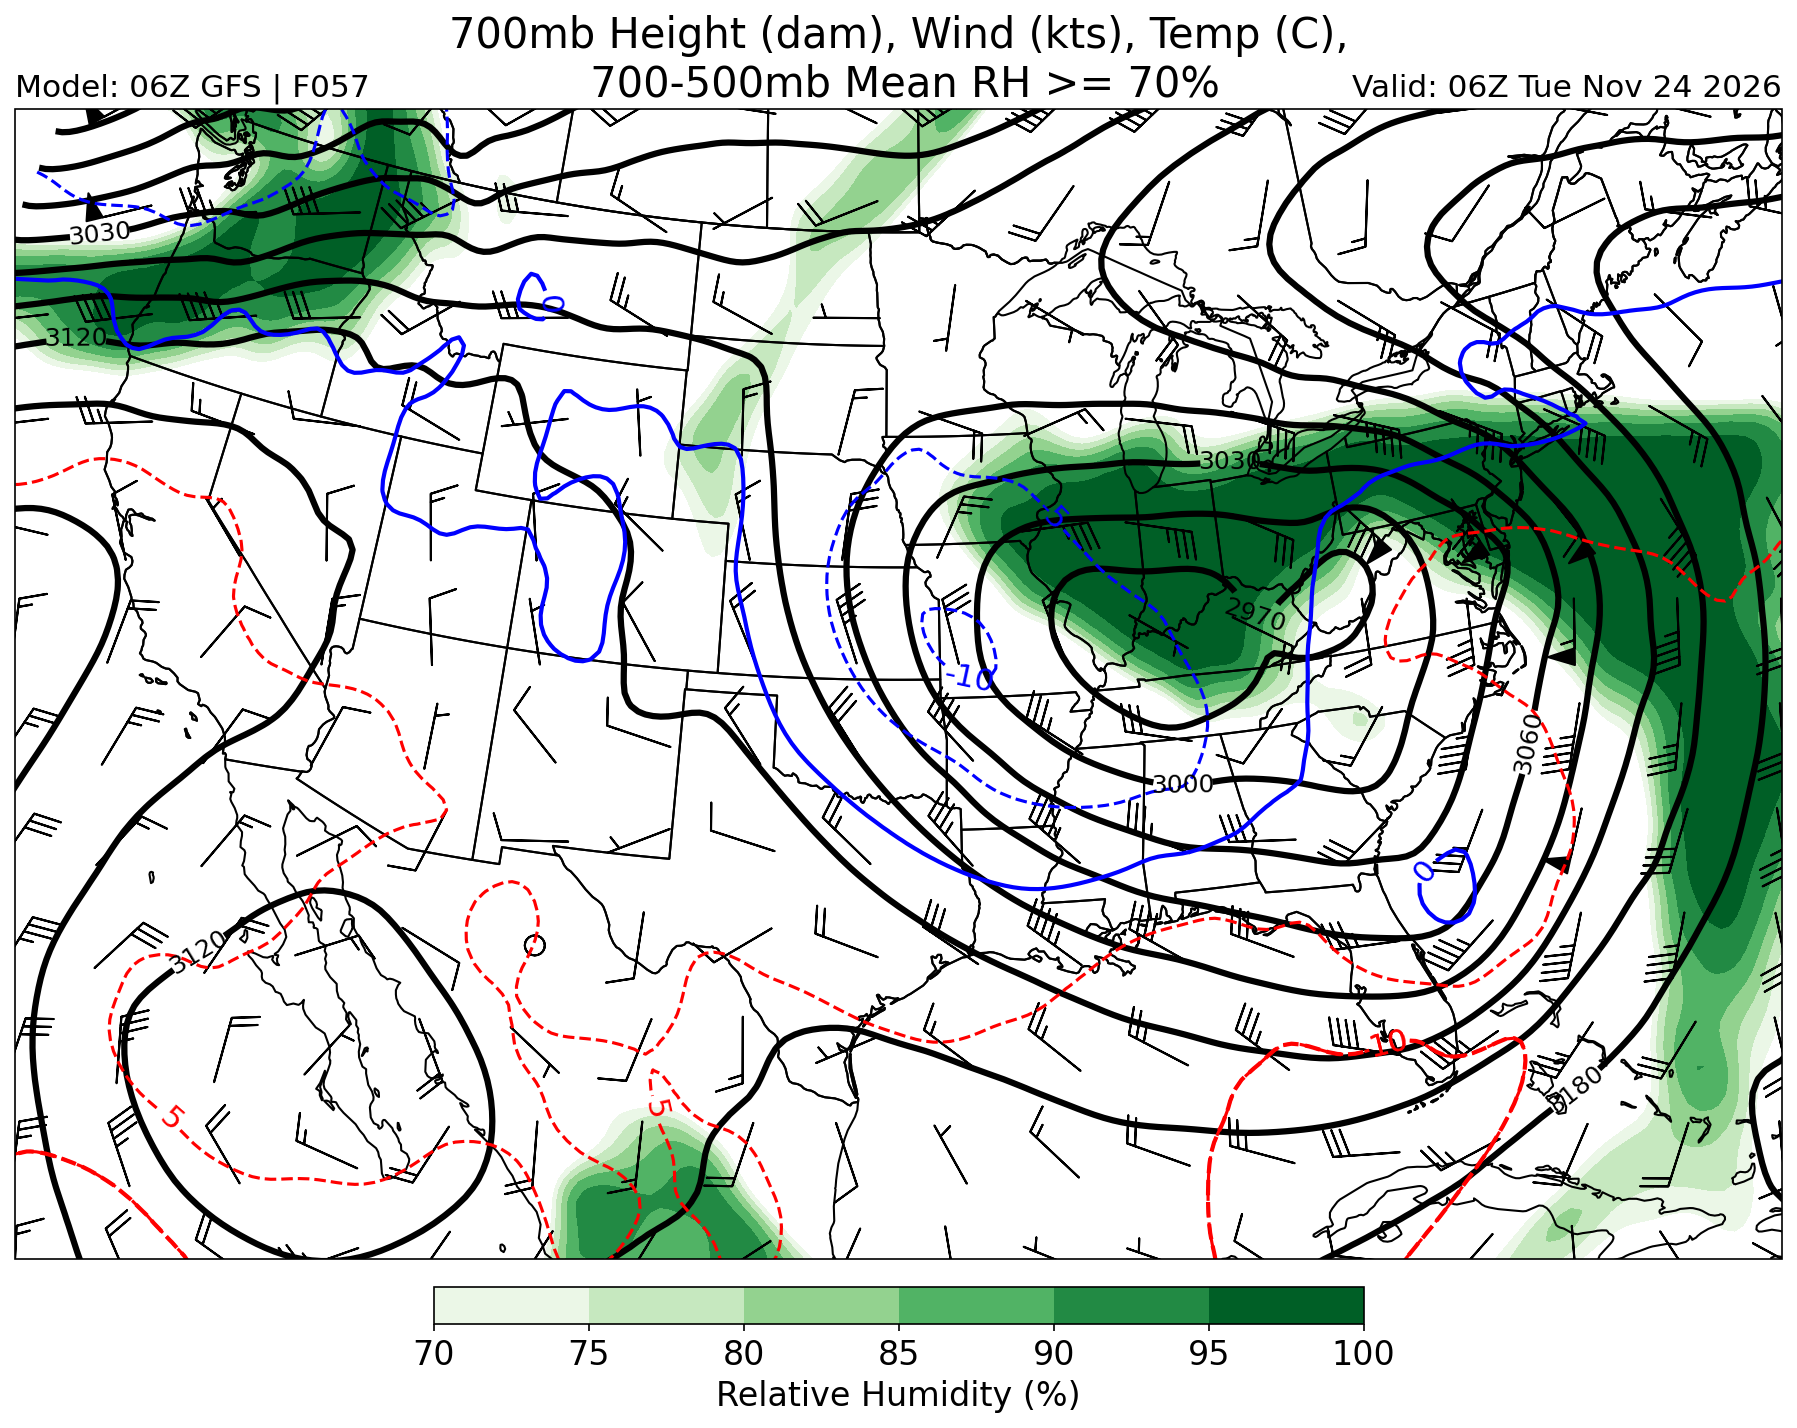 700mb Height (dam), Wind (kts), Temp (C),
700-500mb Mean RH >= 70%
Model: 06Z GFS | F057
Valid: 06Z Tue Nov 24 2026
3030
0
3120
3030
-5
2970
-10
3060
3000
0
3120
10
3180
5
5
70 75 80 85 90 95 100
Relative Humidity (%)